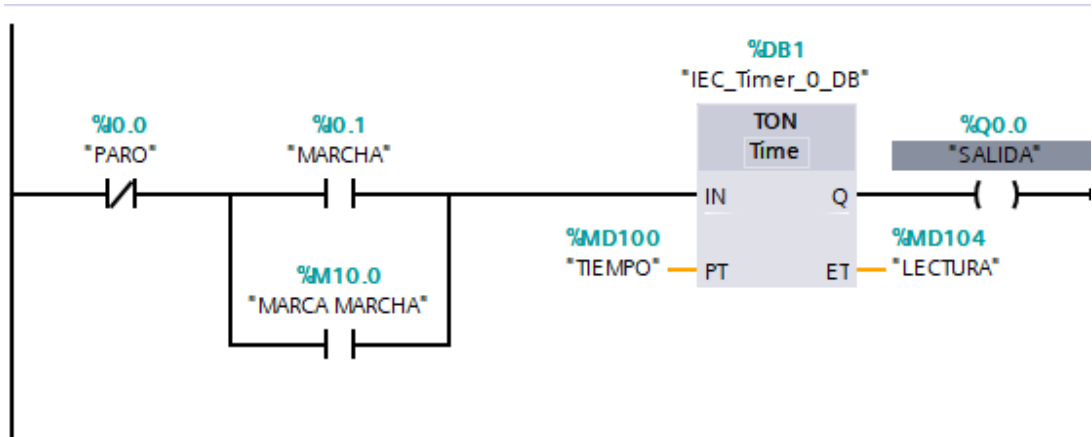 %DB1
"IEC_Timer_0_DB"
%I0.0
"PARO"
%I0.1
"MARCHA"
TON
Time
%Q0.0
"SALIDA"
IN
Q
%MD100
"TIEMPO"
PT
ET
%MD104
"LECTURA"
%M10.0
"MARCA MARCHA"